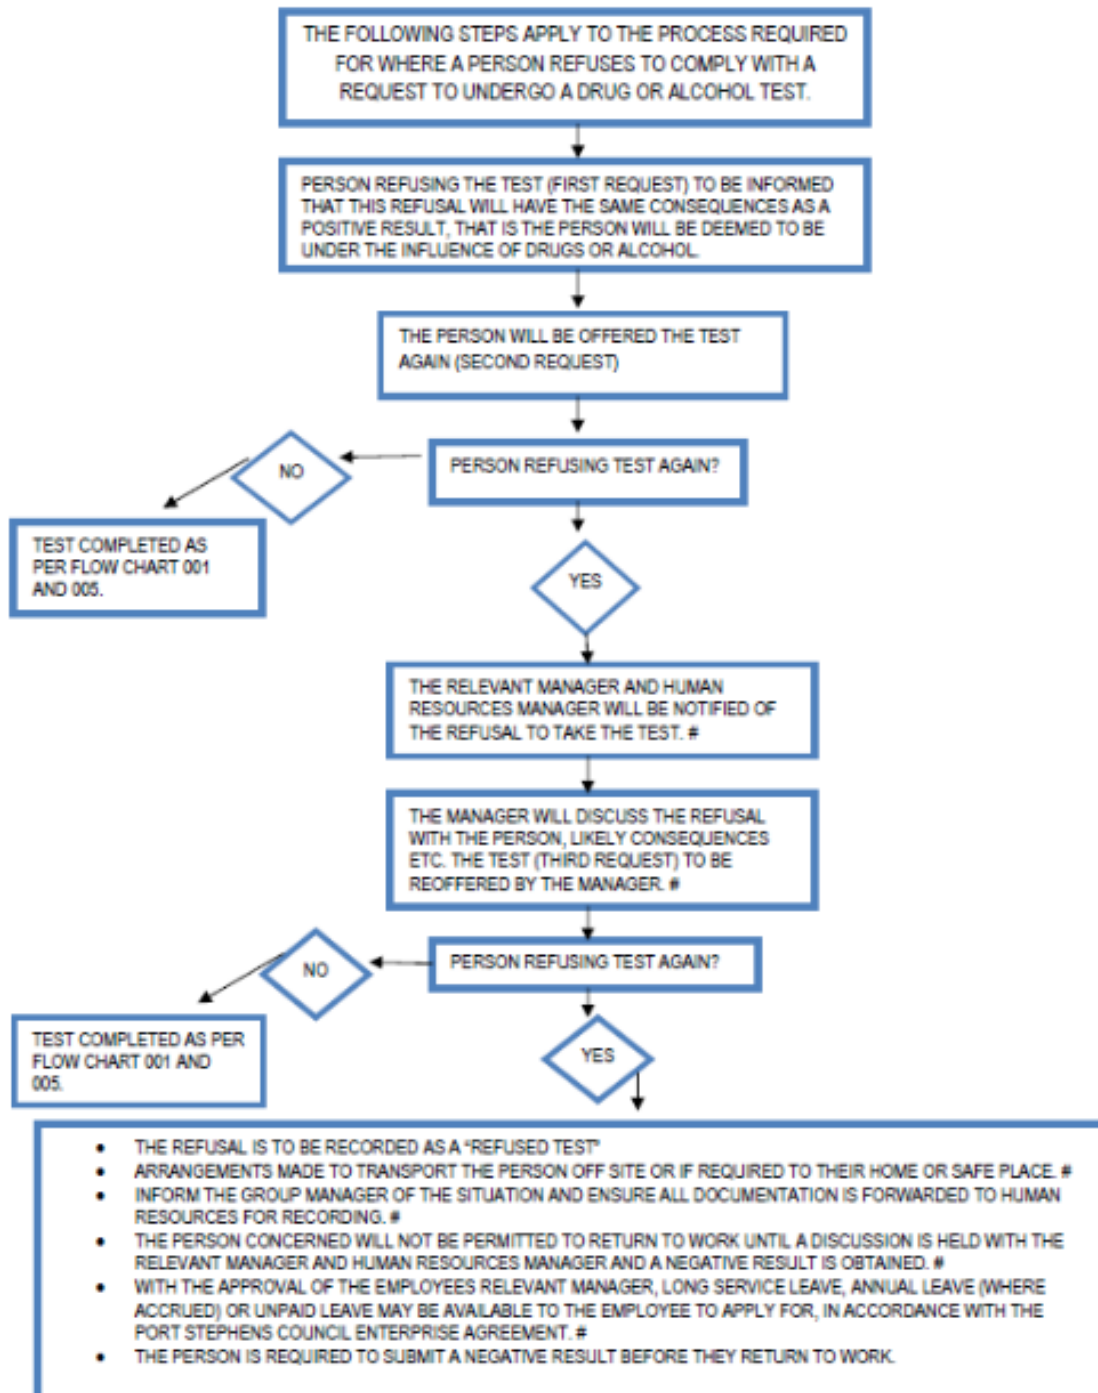 THE FOLLOWING STEPS APPLY TO THE PROCESS REQUIRED
FOR WHERE A PERSON REFUSES TO COMPLY WITH A
REQUEST TO UNDERGO A DRUG OR ALCOHOL TEST.
PERSON REFUSING THE TEST (FIRST REQUEST) TO BE INFORMED
THAT THIS REFUSAL WILL HAVE THE SAME CONSEQUENCES AS A
POSITIVE RESULT, THAT IS THE PERSON WILL BE DEEMED TO BE
UNDER THE INFLUENCE OF DRUGS OR ALCOHOL.
THE PERSON WILL BE OFFERED THE TEST
AGAIN (SECOND REQUEST)
PERSON REFUSING TEST AGAIN?
NO
TEST COMPLETED AS
PER FLOW CHART 001
AND 005.
YES
THE RELEVANT MANAGER AND HUMAN
RESOURCES MANAGER WILL BE NOTIFIED OF
THE REFUSAL TO TAKE THE TEST. #
THE MANAGER WILL DISCUSS THE REFUSAL
WITH THE PERSON, LIKELY CONSEQUENCES
ETC. THE TEST (THIRD REQUEST) TO BE
REOFFERED BY THE MANAGER. #
PERSON REFUSING TEST AGAIN?
NO
TEST COMPLETED AS PER
FLOW CHART 001 AND
005.
YES
• THE REFUSAL IS TO BE RECORDED AS A "REFUSED TEST"
• ARRANGEMENTS MADE TO TRANSPORT THE PERSON OFF SITE OR IF REQUIRED TO THEIR HOME OR SAFE PLACE. #
• INFORM THE GROUP MANAGER OF THE SITUATION AND ENSURE ALL DOCUMENTATION IS FORWARDED TO HUMAN
RESOURCES FOR RECORDING. #
• THE PERSON CONCERNED WILL NOT BE PERMITTED TO RETURN TO WORK UNTIL A DISCUSSION IS HELD WITH THE
RELEVANT MANAGER AND HUMAN RESOURCES MANAGER AND A NEGATIVE RESULT IS OBTAINED. #
• WITH THE APPROVAL OF THE EMPLOYEES RELEVANT MANAGER, LONG SERVICE LEAVE, ANNUAL LEAVE (WHERE
ACCRUED) OR UNPAID LEAVE MAY BE AVAILABLE TO THE EMPLOYEE TO APPLY FOR, IN ACCORDANCE WITH THE
PORT STEPHENS COUNCIL ENTERPRISE AGREEMENT. #
• THE PERSON IS REQUIRED TO SUBMIT A NEGATIVE RESULT BEFORE THEY RETURN TO WORK.